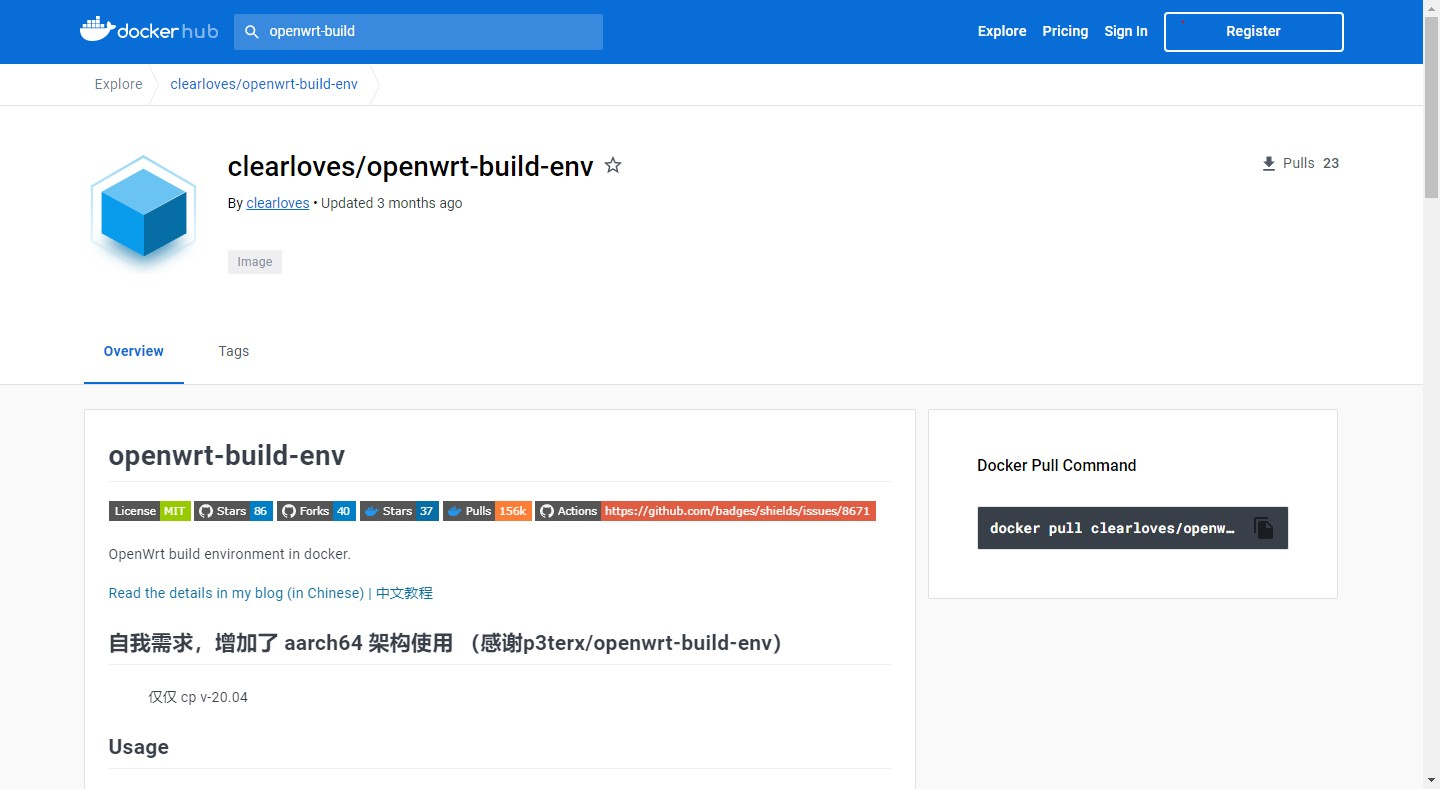 docker hub
openwrt-build
Explore
Pricing
Sign In
Register
Explore
clearloves/openwrt-build-env
clearloves/openwrt-build-env
Pulls 23
By clearloves • Updated 3 months ago
Image
Overview
Tags
openwrt-build-env
License MIT Stars 86 Forks 40 Stars 37 Pulls 156k Actions https://github.com/badges/shields/issues/8671
OpenWrt build environment in docker.
Read the details in my blog (in Chinese) | 中文教程
自我需求，增加了 aarch64 架构使用 （感谢p3terx/openwrt-build-env）
仅仅 cp v-20.04
Usage
Docker Pull Command
docker pull clearloves/openw…